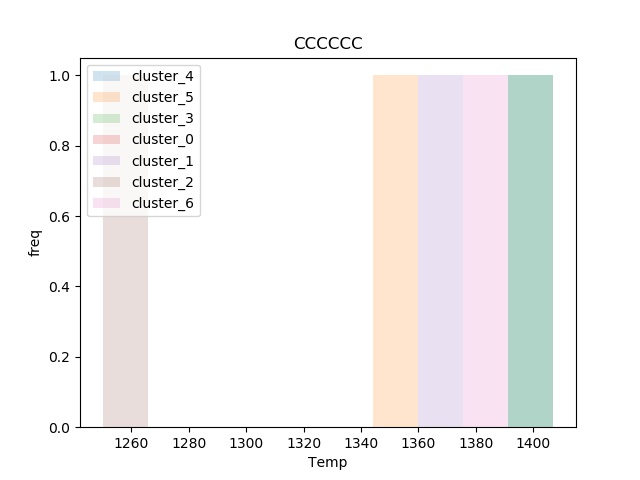 CCCCCC
1.0
0.8
0.6
0.4
0.2
0.0
freq
cluster_4
cluster_5
cluster_3
cluster_0
cluster_1
cluster_2
cluster_6
1260 1280 1300 1320 1340 1360 1380 1400
Temp